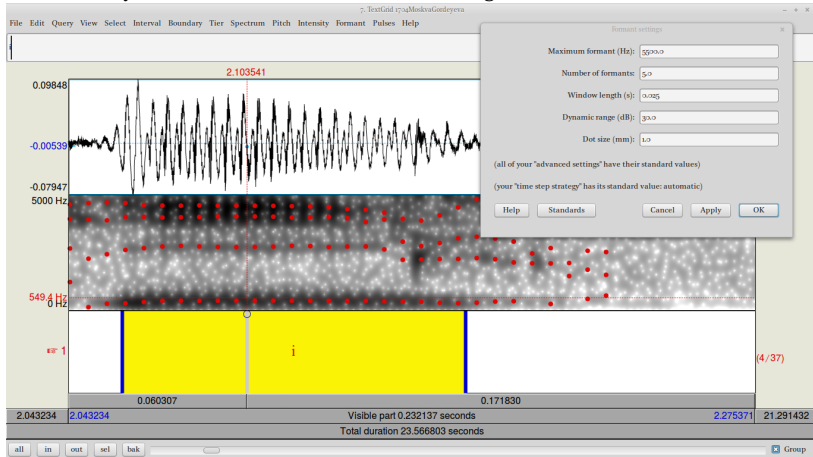 7. TextGrid 1704MoskvaGordeyeva
File Edit Query View Select Interval Boundary Tier Spectrum Pitch Intensity Formant Pulses Help
Formant settings
Maximum formant (Hz): 5500.0
Number of formants: 5.0
Window length (s): 0.025
Dynamic range (dB): 30.0
Dot size (mm): 1.0
(all of your "advanced settings" have their standard values)
(your "time step strategy" has its standard value: automatic)
Help Standards Cancel Apply OK
i
2.103541
0.09848
-0.00539
-0.07947
5000 Hz
549.4 Hz
0 Hz
1
i
(4/37)
0.060307 0.171830
2.043234 2.043234 Visible part 0.232137 seconds 2.275371 21.291432
Total duration 23.566803 seconds
all in out sel bak Group